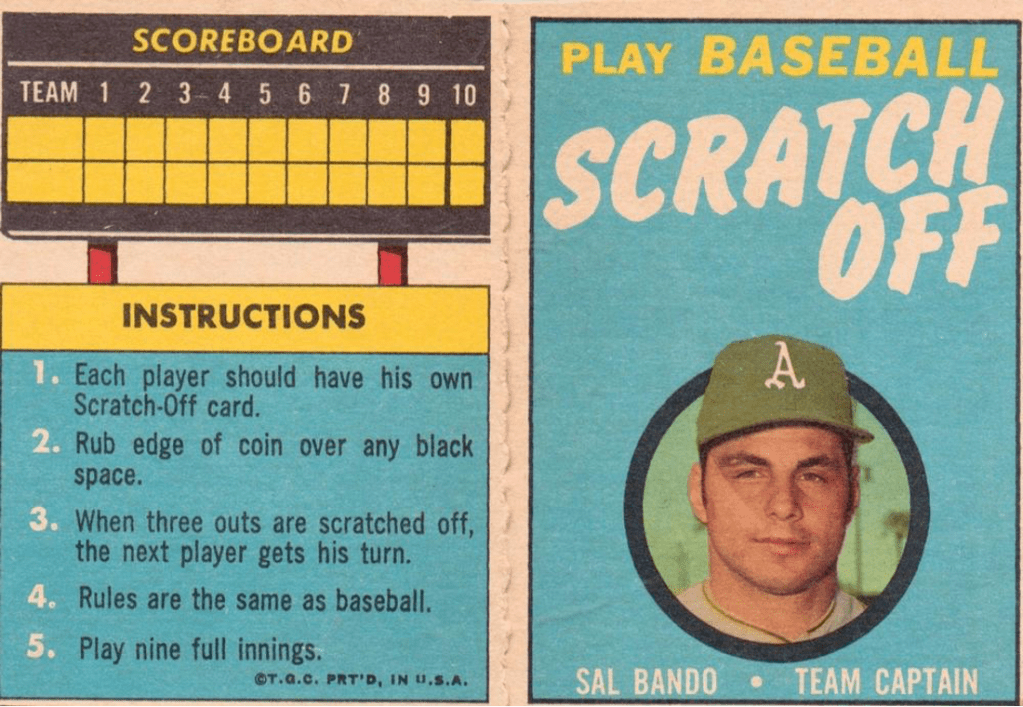 SCOREBOARD
TEAM 1 2 3 4 5 6 7 8 9 10
INSTRUCTIONS
1. Each player should have his own
Scratch-Off card.
2. Rub edge of coin over any black
space.
3. When three outs are scratched off,
the next player gets his turn.
4. Rules are the same as baseball.
5. Play nine full innings.
©T.G.C. PRT'D, IN U.S.A.
PLAY BASEBALL
SCRATCH
OFF
A
SAL BANDO • TEAM CAPTAIN